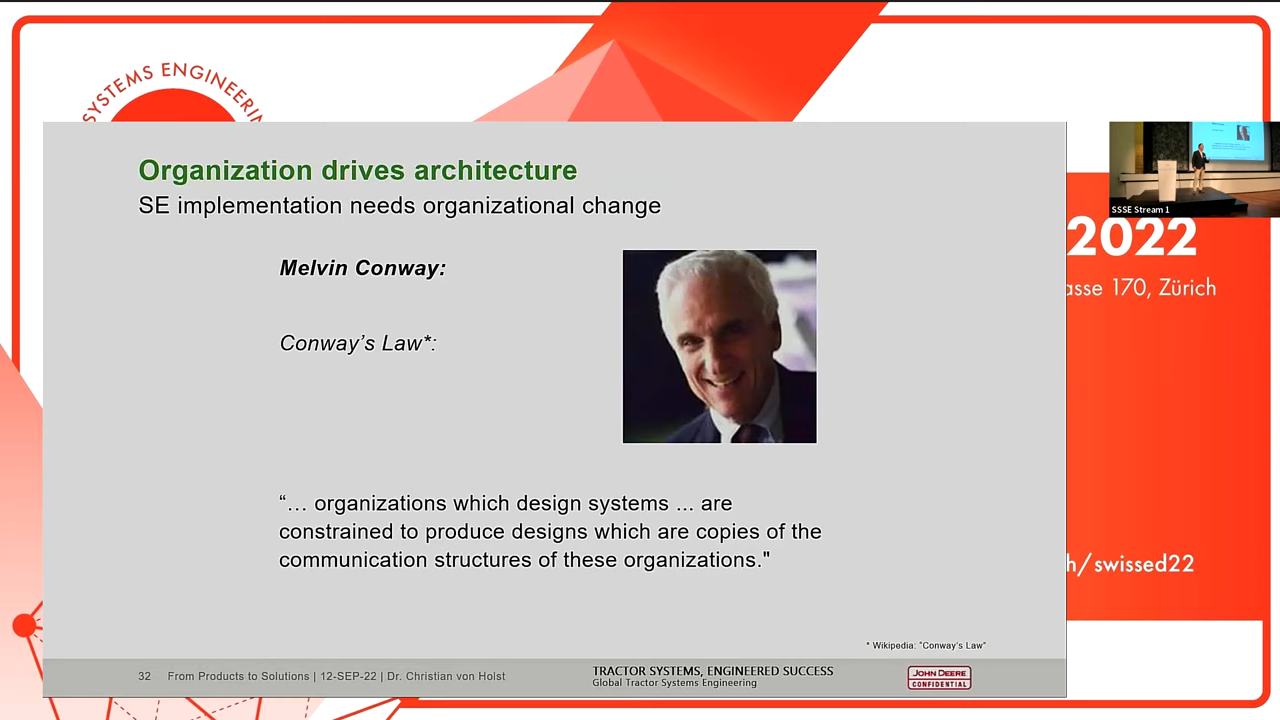 SYSTEMS ENGINEERIN
Organization drives architecture
SE implementation needs organizational change
Melvin Conway:
Conway's Law*:
“… organizations which design systems ... are
constrained to produce designs which are copies of the
communication structures of these organizations."
* Wikipedia: "Conway's Law"
32 From Products to Solutions | 12-SEP-22 | Dr. Christian von Holst
TRACTOR SYSTEMS, ENGINEERED SUCCESS
Global Tractor Systems Engineering
JOHN DEERE
CONFIDENTIAL
SSSE Stream 1
2022
asse 170, Zürich
h/swissed22